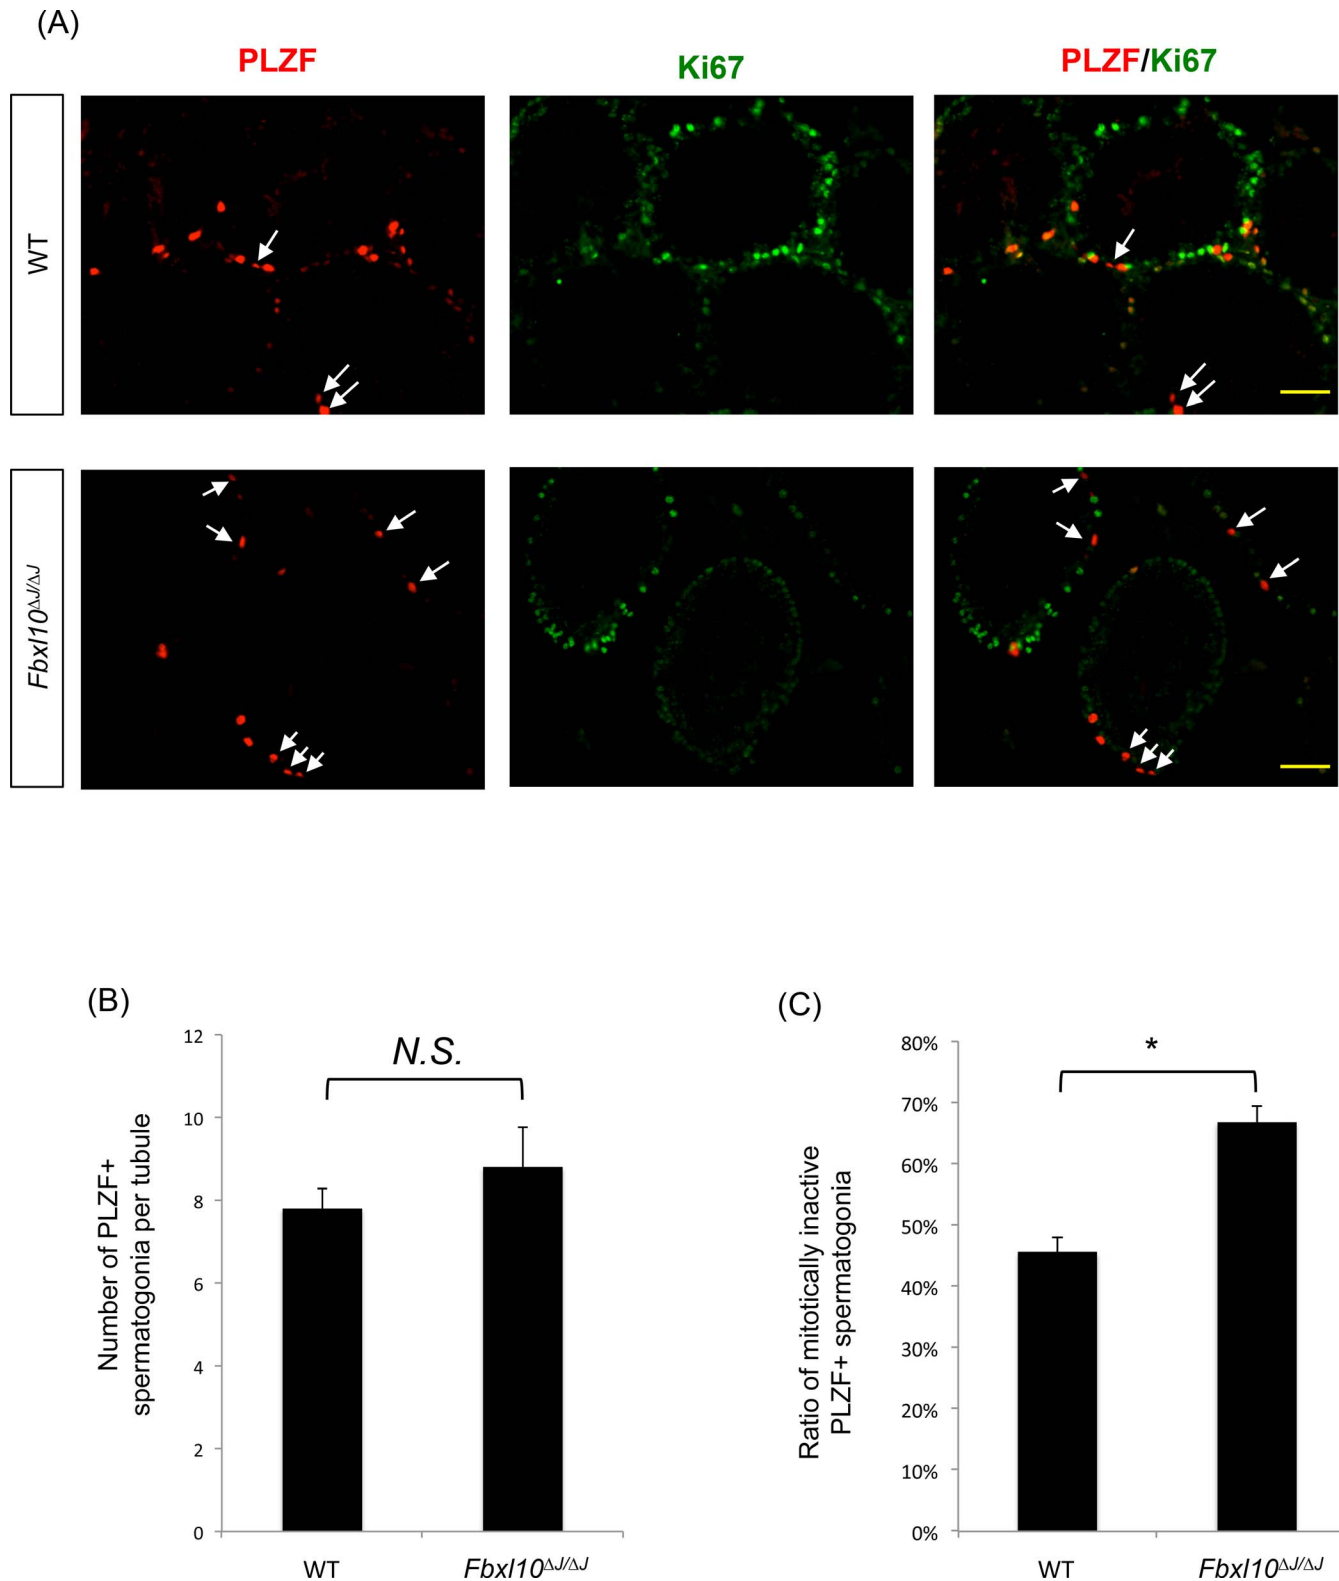 (A)
PLZF
Ki67
PLZF/Ki67
WT
Fbxl10ΔJ/ΔJ
(B)
12
10
8
6
4
2
0
Number of PLZF+
spermatogonia per tubule
N.S.
WT
Fbxl10ΔJ/ΔJ
(C)
80%
70%
60%
50%
40%
30%
20%
10%
0%
Ratio of mitotically inactive
PLZF+ spermatogonia
*
WT
Fbxl10ΔJ/ΔJ